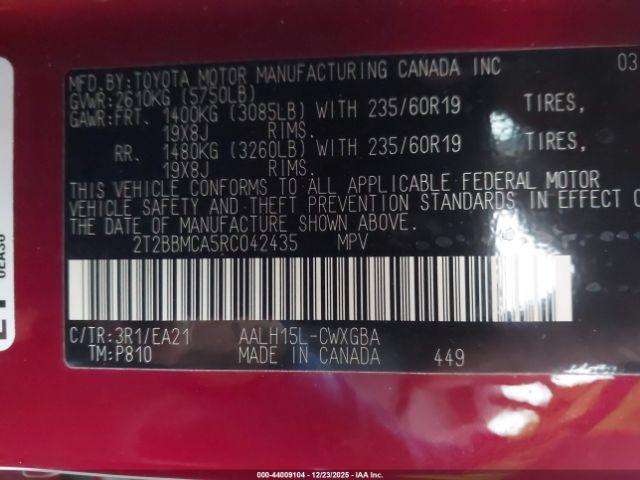 MFD.BY:TOYOTA MOTOR MANUFACTURING CANADA INC 03
GVWR:2610KG (5750LB)
GAWR:FRT. 1400KG (3085LB) WITH 235/60R19 TIRES,
19X8J RIMS.
RR. 1480KG (3260LB) WITH 235/60R19 TIRES,
19X8J RIMS.
THIS VEHICLE CONFORMS TO ALL APPLICABLE FEDERAL MOTOR
VEHICLE SAFETY AND THEFT PREVENTION STANDARDS IN EFFECT O
THE DATE OF MANUFACTURE SHOWN ABOVE.
2T2BBMCA5RC042435 MPV
C/TR:3R1/EA21 AALH15L-CWXGBA
TM:P810 MADE IN CANADA 449
000-44009104 - 12/23/2025 - IAA Inc.